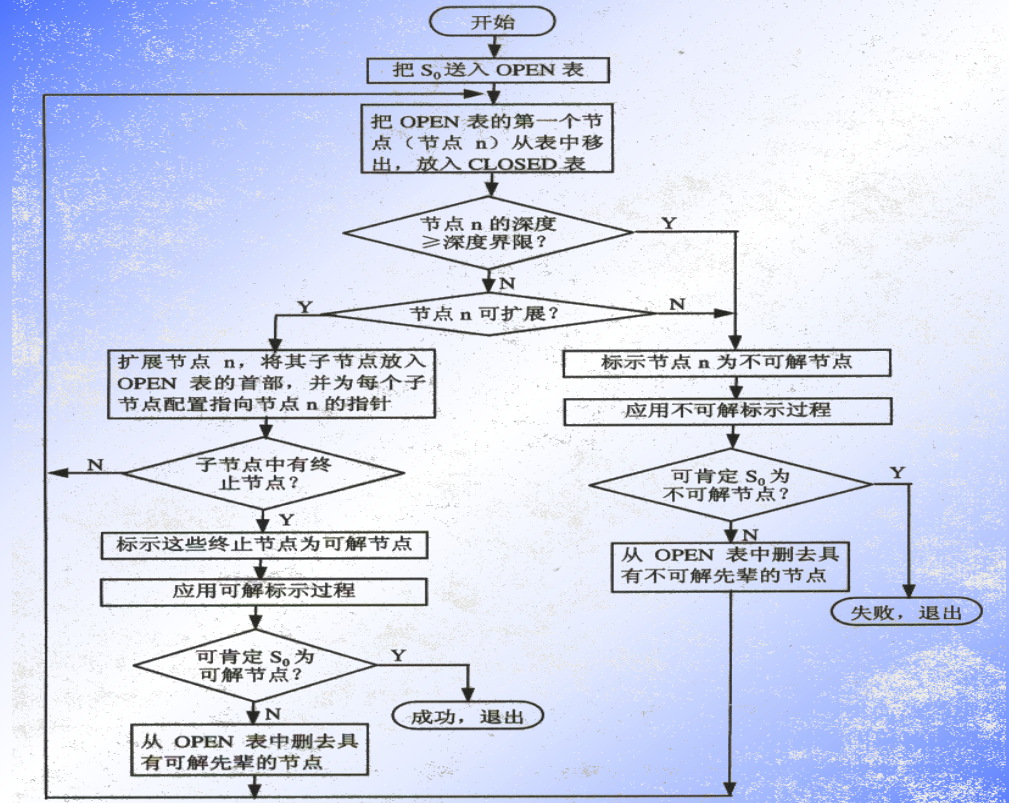 开始
把 S₀ 送入 OPEN 表
把 OPEN 表的第一个节
点（节点 n）从表中移
出，放入 CLOSED 表
节点 n 的深度
≥深度界限？
Y
N
节点 n 可扩展？
Y
N
扩展节点 n，将其子节点放入
OPEN 表的首部，并为每个子
节点配置指向节点 n 的指针
标示节点 n 为不可解节点
应用不可解标示过程
子节点中有终
止节点？
N
Y
可肯定 S₀ 为
不可解节点？
Y
N
标示这些终止节点为可解节点
从 OPEN 表中删去具
有不可解先辈的节点
应用可解标示过程
失败，退出
可肯定 S₀ 为
可解节点？
Y
N
成功，退出
从 OPEN 表中删去具
有可解先辈的节点